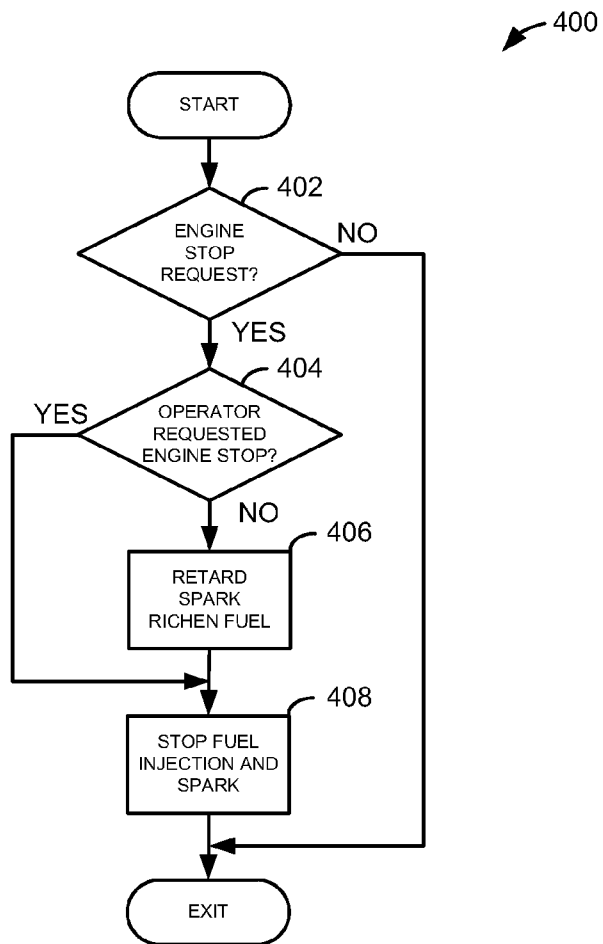 400
START
402
ENGINE
STOP
REQUEST?
NO
YES
404
YES
OPERATOR
REQUESTED
ENGINE STOP?
NO
406
RETARD
SPARK
RICHEN FUEL
408
STOP FUEL
INJECTION AND
SPARK
EXIT